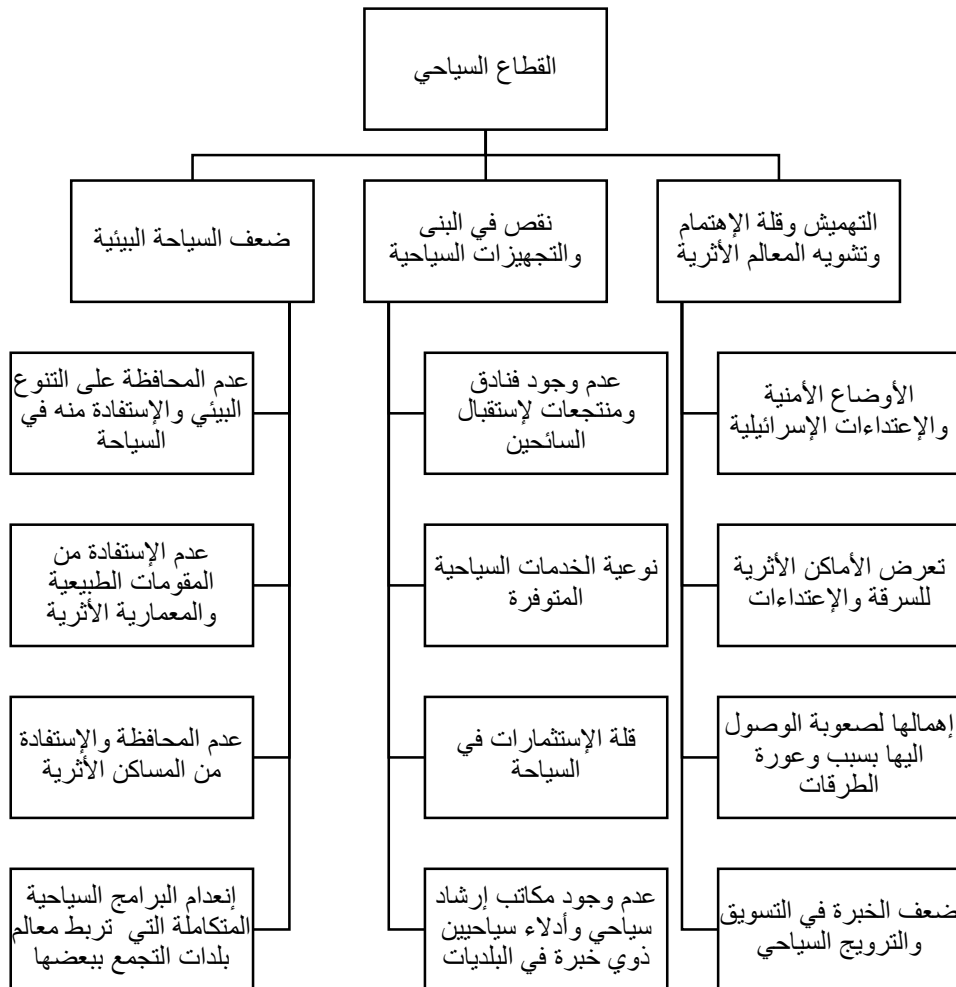 القطاع السياحي
التهميش وقلة الإهتمام
وتشويه المعالم الأثرية
نقص في البنى
والتجهيزات السياحية
ضعف السياحة البيئية
الأوضاع الأمنية
والإعتداءات الإسرائيلية
تعرض الأماكن الأثرية
للسرقة والإعتداءات
إهمالها لصعوبة الوصول
اليها بسبب وعورة
الطرقات
ضعف الخبرة في التسويق
والترويج السياحي
عدم وجود فنادق
ومنتجعات لإستقبال
السائحين
نوعية الخدمات السياحية
المتوفرة
قلة الإستثمارات في
السياحة
عدم وجود مكاتب إرشاد
سياحي وأدلاء سياحيين
ذوي خبرة في البلديات
عدم المحافظة على التنوع
البيئي والإستفادة منه في
السياحة
عدم الإستفادة من
المقومات الطبيعية
والمعمارية الأثرية
عدم المحافظة والإستفادة
من المساكن الأثرية
إنعدام البرامج السياحية
المتكاملة التي تربط معالم
بلدات التجمع ببعضها